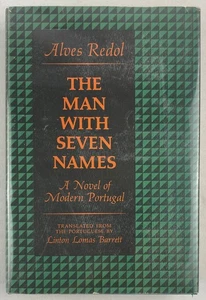 Alves Redol
THE
MAN
WITH
SEVEN
NAMES
A Novel of
Modern Portugal
TRANSLATED FROM
THE PORTUGUESE BY
Linton Lomas Barrett